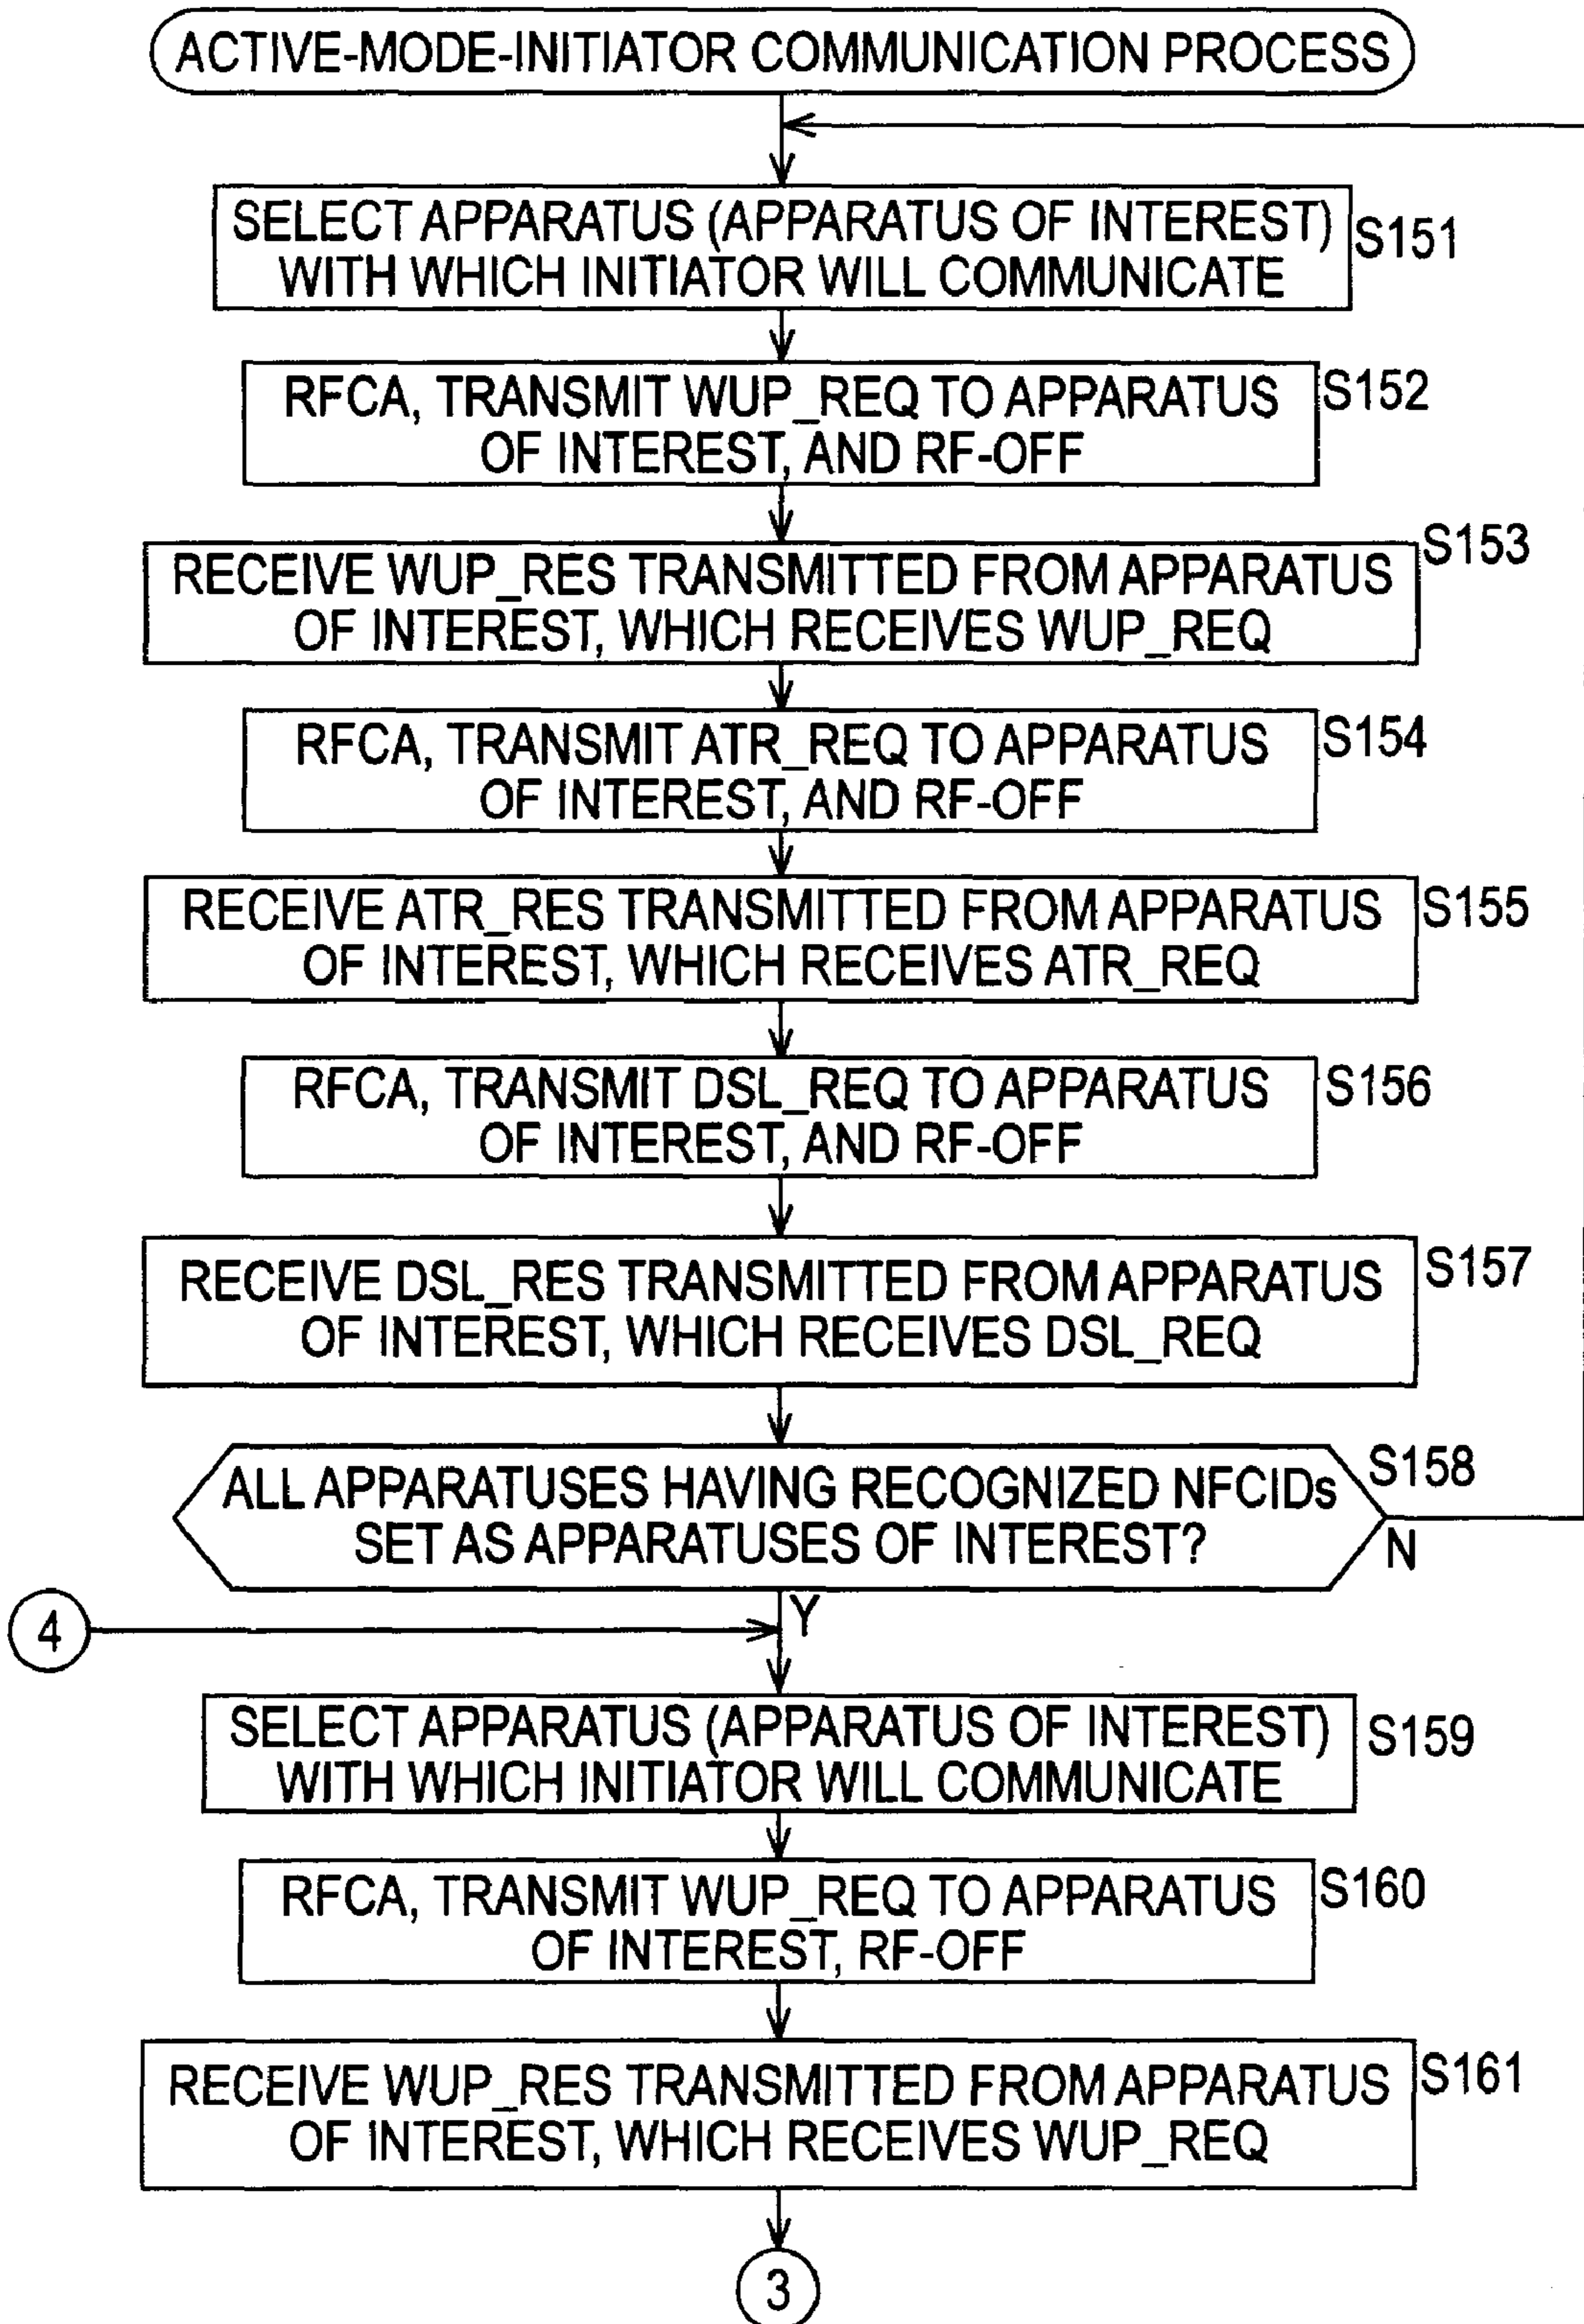 ACTIVE-MODE-INITIATOR COMMUNICATION PROCESS
SELECT APPARATUS (APPARATUS OF INTEREST)
WITH WHICH INITIATOR WILL COMMUNICATE
S151
RFCA, TRANSMIT WUP_REQ TO APPARATUS
OF INTEREST, AND RF-OFF
S152
RECEIVE WUP_RES TRANSMITTED FROM APPARATUS
OF INTEREST, WHICH RECEIVES WUP_REQ
S153
RFCA, TRANSMIT ATR_REQ TO APPARATUS
OF INTEREST, AND RF-OFF
S154
RECEIVE ATR_RES TRANSMITTED FROM APPARATUS
OF INTEREST, WHICH RECEIVES ATR_REQ
S155
RFCA, TRANSMIT DSL_REQ TO APPARATUS
OF INTEREST, AND RF-OFF
S156
RECEIVE DSL_RES TRANSMITTED FROM APPARATUS
OF INTEREST, WHICH RECEIVES DSL_REQ
S157
ALL APPARATUSES HAVING RECOGNIZED NFCIDs
SET AS APPARATUSES OF INTEREST?
S158
N
Y
4
SELECT APPARATUS (APPARATUS OF INTEREST)
WITH WHICH INITIATOR WILL COMMUNICATE
S159
RFCA, TRANSMIT WUP_REQ TO APPARATUS
OF INTEREST, RF-OFF
S160
RECEIVE WUP_RES TRANSMITTED FROM APPARATUS
OF INTEREST, WHICH RECEIVES WUP_REQ
S161
3